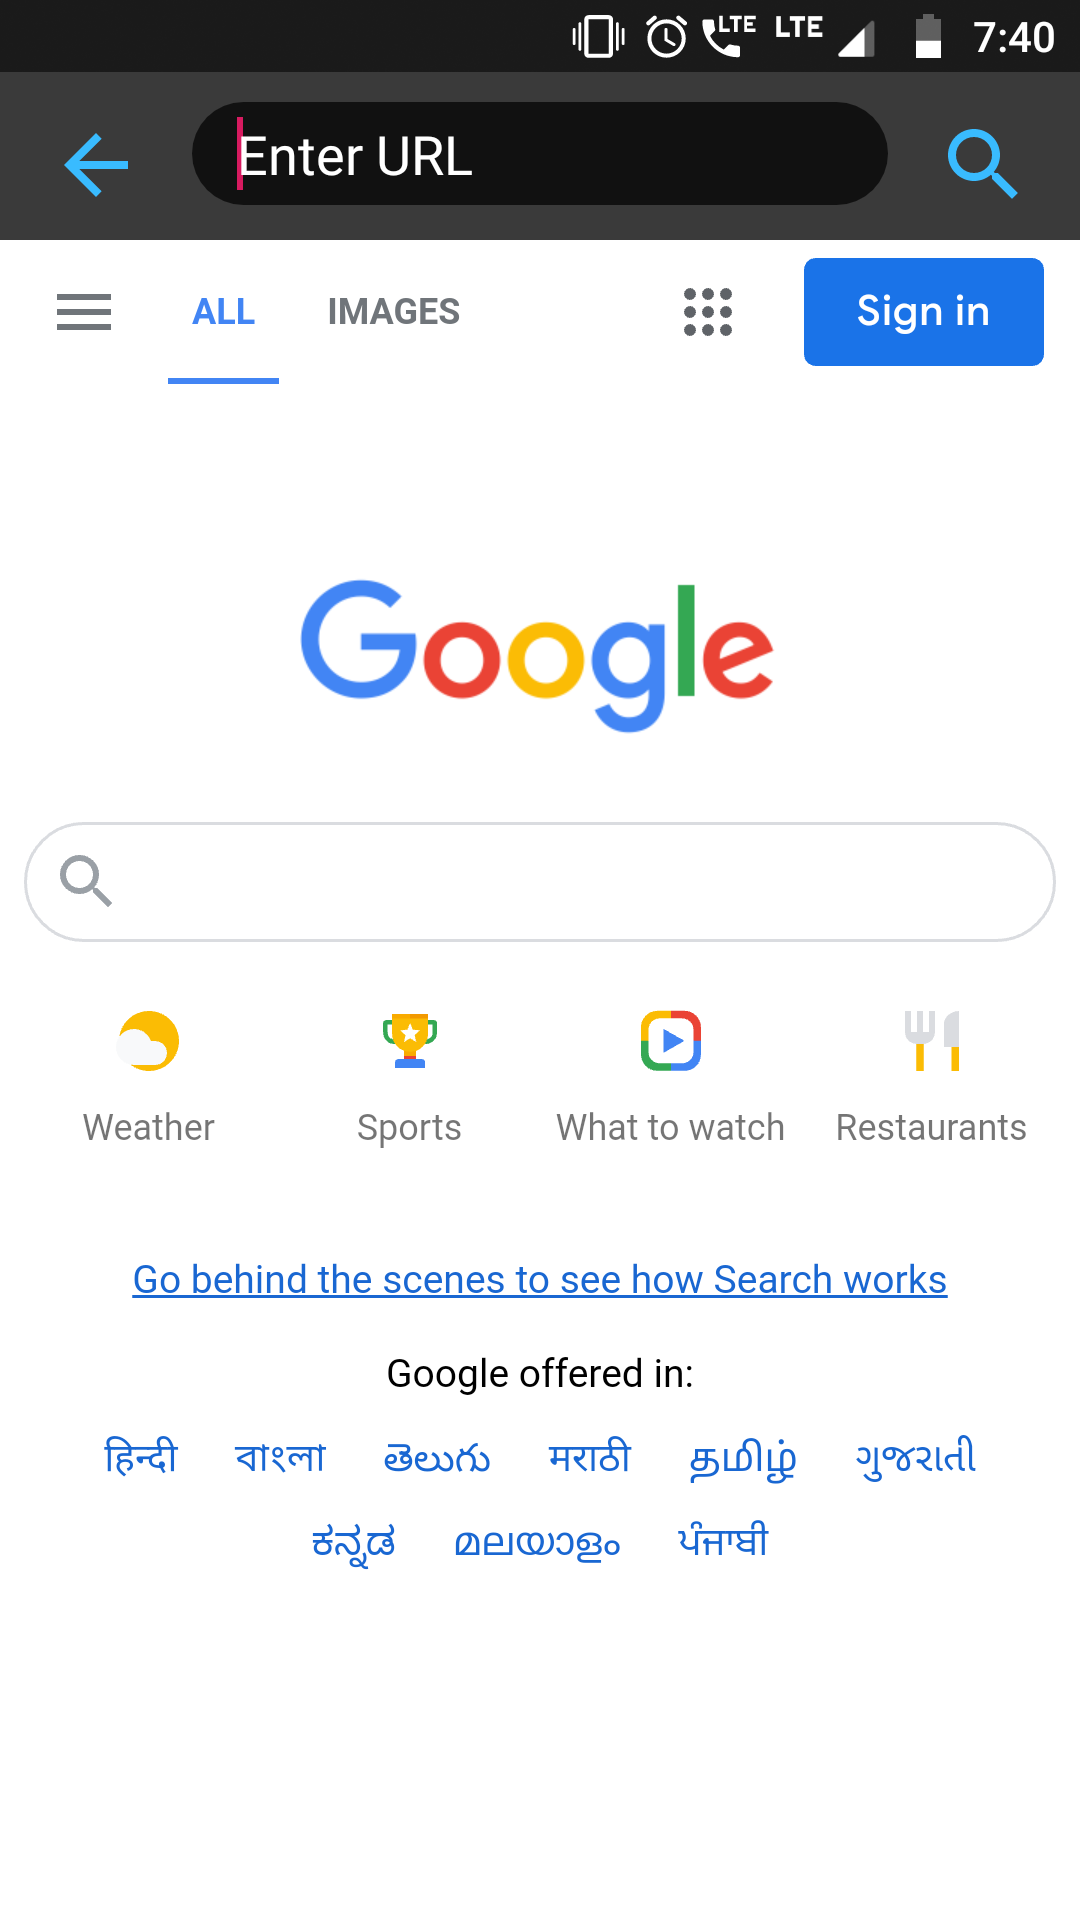 LTE LTE 7:40
Enter URL
ALL IMAGES Sign in
Google
Weather Sports What to watch Restaurants
Go behind the scenes to see how Search works
Google offered in:
हिन्दी বাংলা తెలుగు मराठी தமிழ் ગુજરાતી
ಕನ್ನಡ മലയാളം ਪੰਜਾਬੀ